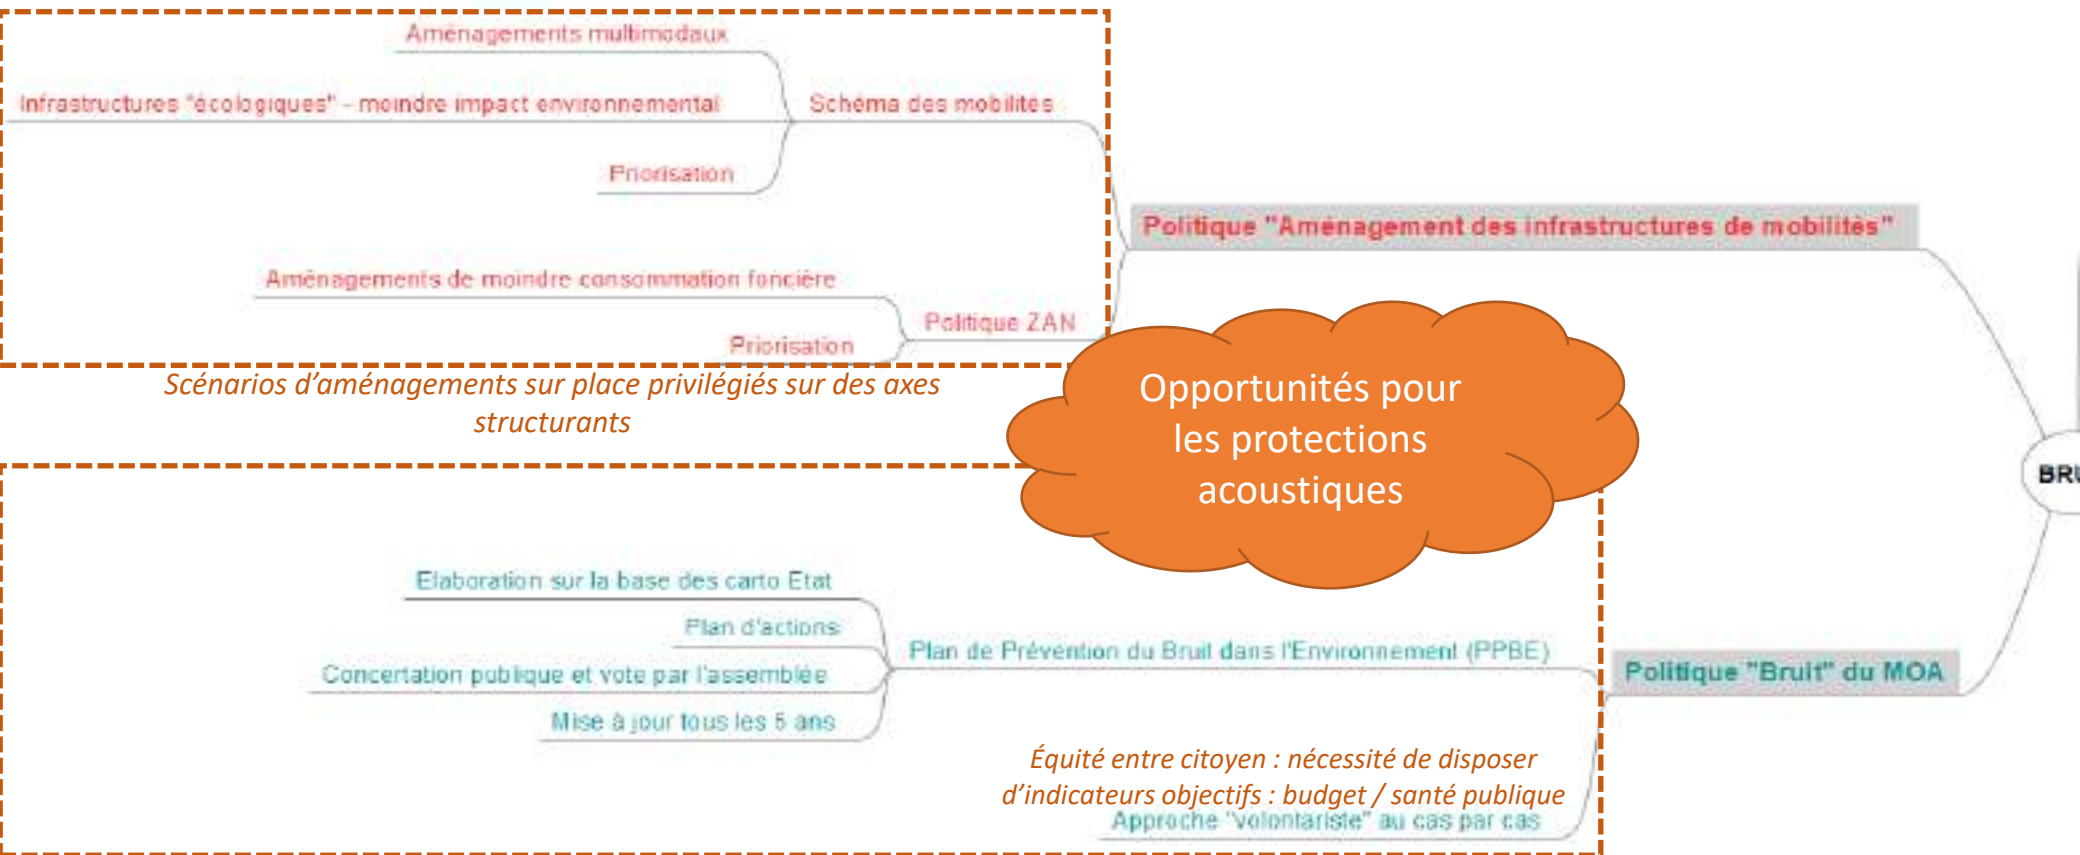 Aménagements multimodaux
Infrastructures "écologiques" - moindre impact environnemental
Schéma des mobilités
Priorisation
Politique "Aménagement des infrastructures de mobilités"
Aménagements de moindre consommation foncière
Politique ZAN
Priorisation
Scénarios d’aménagements sur place privilégiés sur des axes
structurants
Opportunités pour
les protections
acoustiques
BRU
Elaboration sur la base des carto Etat
Plan d'actions
Plan de Prévention du Bruit dans l'Environnement (PPBE)
Concertation publique et vote par l'assemblée
Politique "Bruit" du MOA
Mise à jour tous les 5 ans
Équité entre citoyen : nécessité de disposer
d’indicateurs objectifs : budget / santé publique
Approche "volontariste" au cas par cas